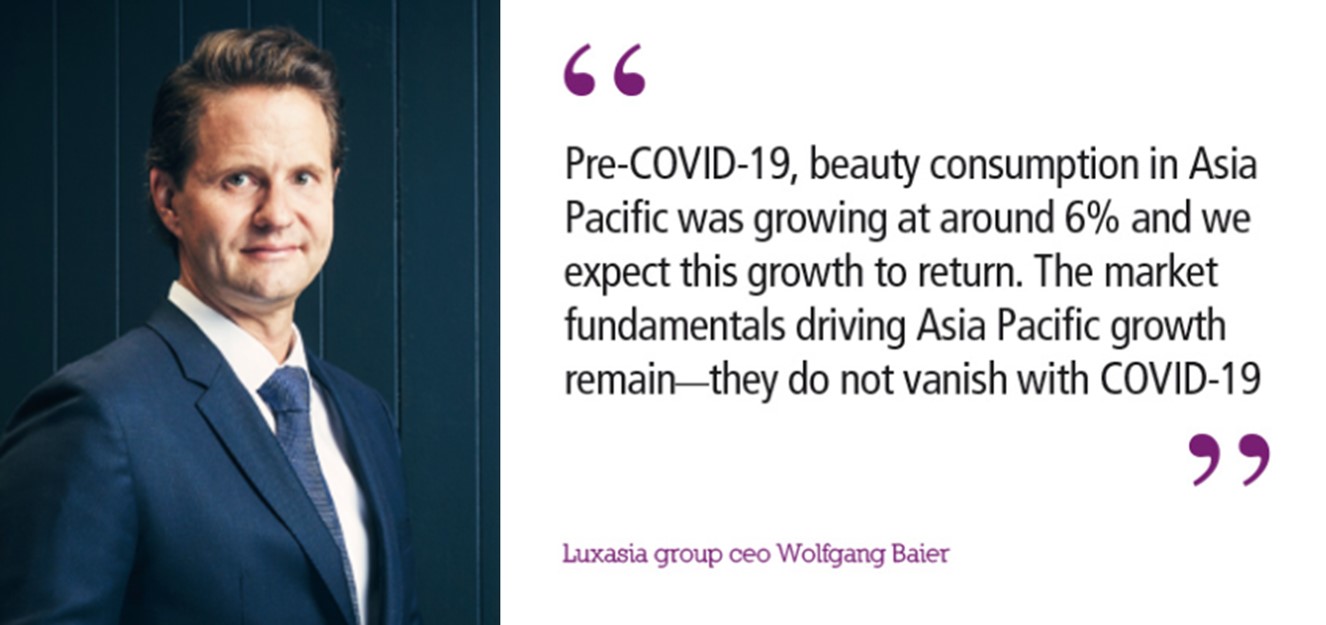 “
Pre-COVID-19, beauty consumption in Asia
Pacific was growing at around 6% and we
expect this growth to return. The market
fundamentals driving Asia Pacific growth
remain—they do not vanish with COVID-19
”
Luxasia group ceo Wolfgang Baier